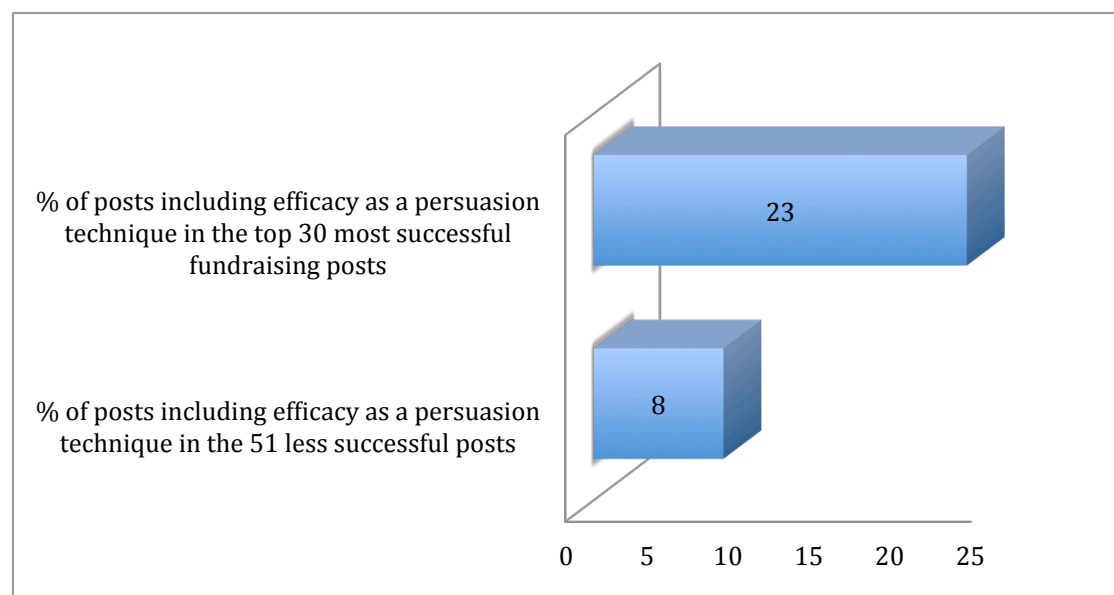 % of posts including efficacy as a persuasion
technique in the top 30 most successful
fundraising posts
23
% of posts including efficacy as a persuasion
technique in the 51 less successful posts
8
0 5 10 15 20 25